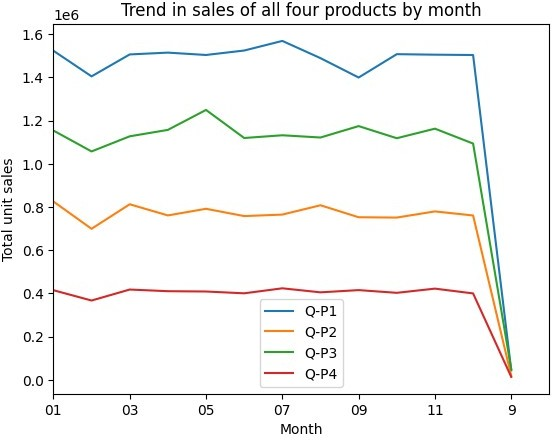 Trend in sales of all four products by month
1e6
1.6
1.4
1.2
1.0
0.8
0.6
0.4
0.2
0.0
Total unit sales
Q-P1
Q-P2
Q-P3
Q-P4
01 03 05 07 09 11 9
Month